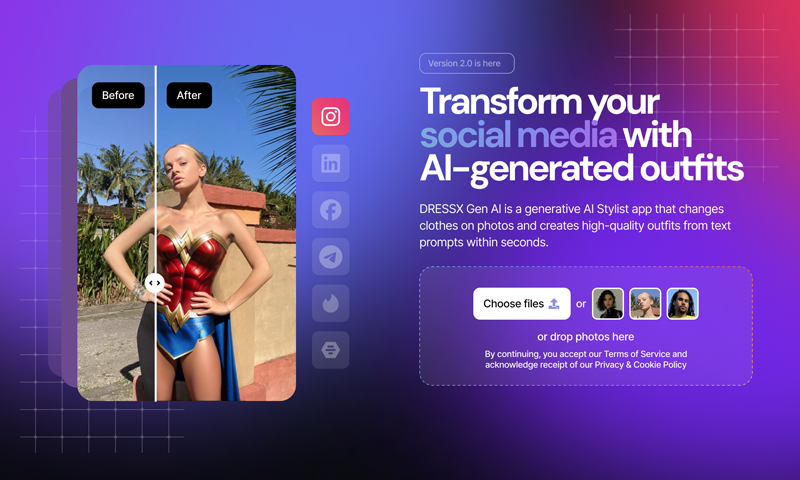 Before
After
Version 2.0 is here
Transform your
social media with
AI-generated outfits
DRESSX Gen AI is a generative AI Stylist app that changes
clothes on photos and creates high-quality outfits from text
prompts within seconds.
Choose files or
or drop photos here
By continuing, you accept our Terms of Service and
acknowledge receipt of our Privacy & Cookie Policy